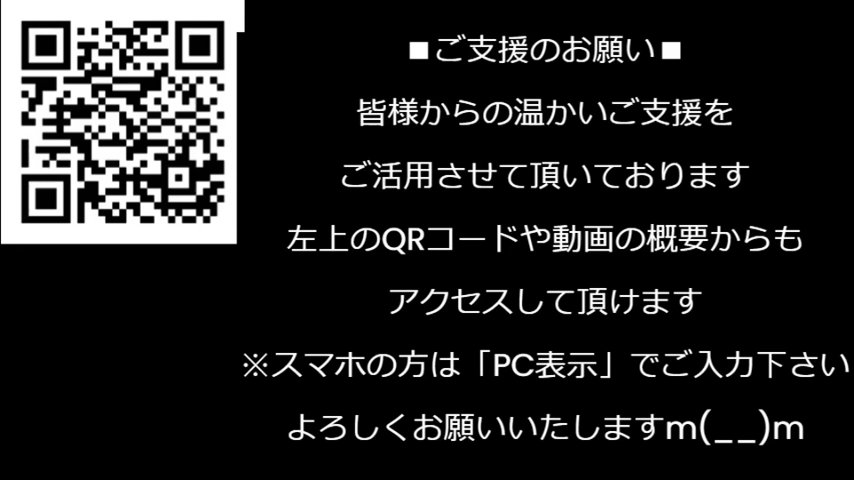 ■ご支援のお願い■
皆様からの温かいご支援を
ご活用させて頂いております
左上のQRコードや動画の概要からも
アクセスして頂けます
※スマホの方は「PC表示」でご入力下さい
よろしくお願いいたしますm(__)m